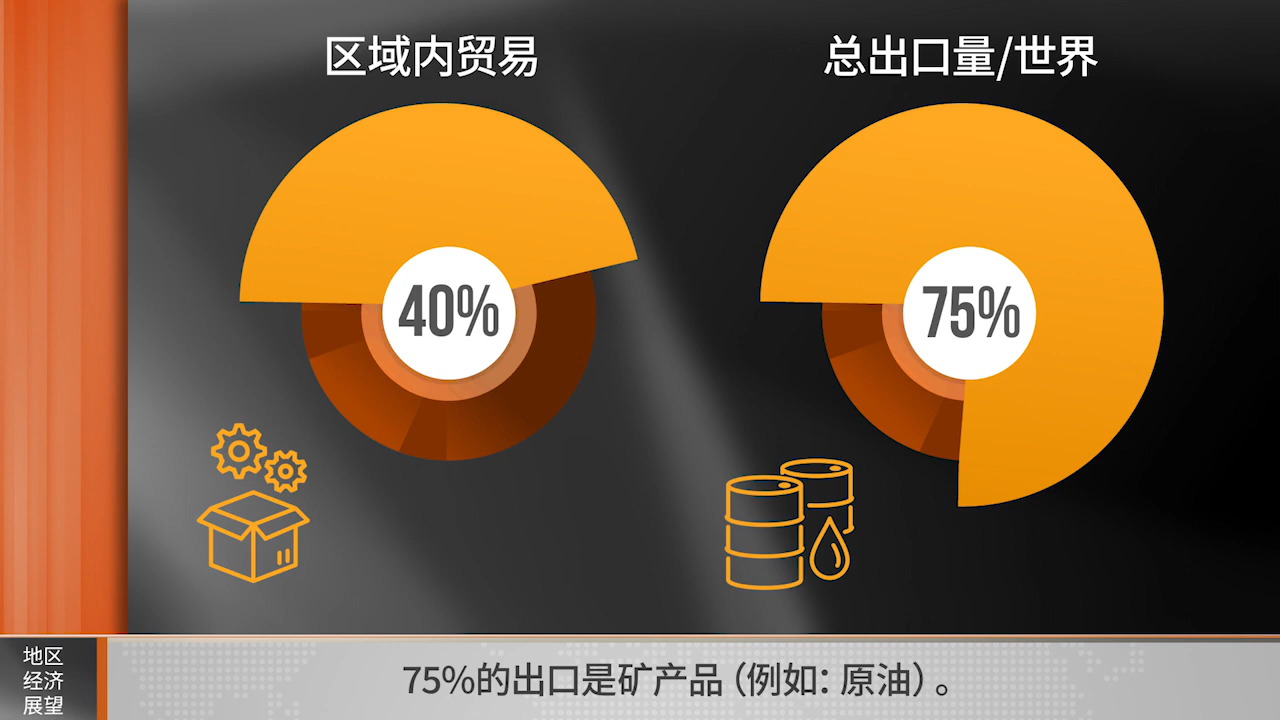 区域内贸易
总出口量/世界
40%
75%
地区
经济
展望
75%的出口是矿产品（例如：原油）。